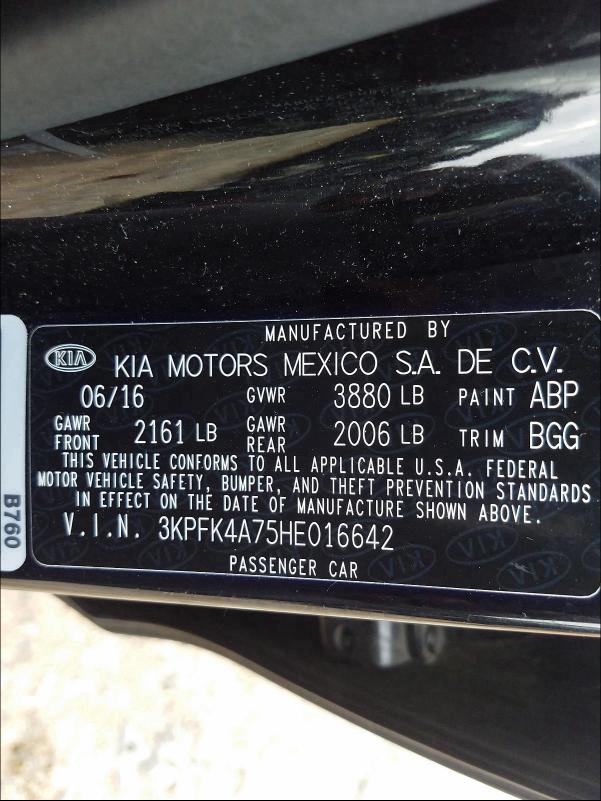 MANUFACTURED BY
KIA KIA MOTORS MEXICO S.A. DE C.V.
06/16 GVWR 3880 LB PAINT ABP
GAWR FRONT 2161 LB GAWR REAR 2006 LB TRIM BGG
THIS VEHICLE CONFORMS TO ALL APPLICABLE U.S.A. FEDERAL
MOTOR VEHICLE SAFETY, BUMPER, AND THEFT PREVENTION STANDARDS
IN EFFECT ON THE DATE OF MANUFACTURE SHOWN ABOVE.
V.I.N. 3KPFK4A75HE016642
PASSENGER CAR
B760